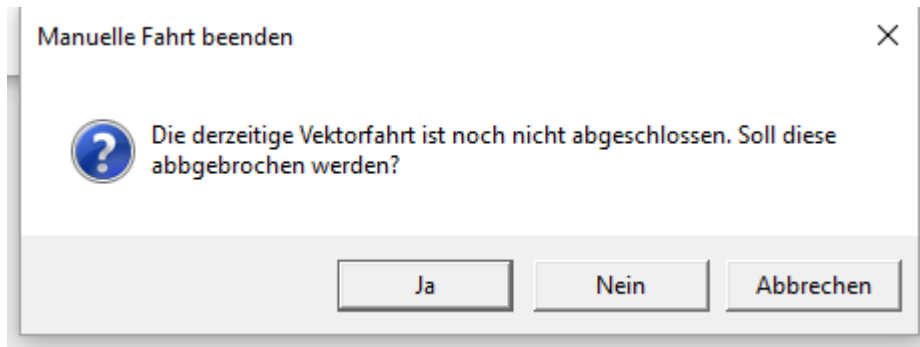 Manuelle Fahrt beenden
Die derzeitige Vektorfahrt ist noch nicht abgeschlossen. Soll diese
abbgebrochen werden?
Ja Nein Abbrechen